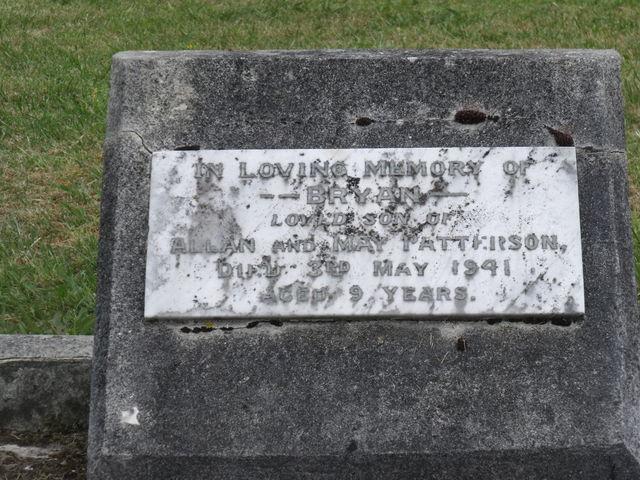 IN LOVING MEMORY OF
— BRYAN —
LOVED SON OF
ALLAN AND MAY PATTERSON,
DIED 3RD MAY 1941
AGED 9 YEARS.